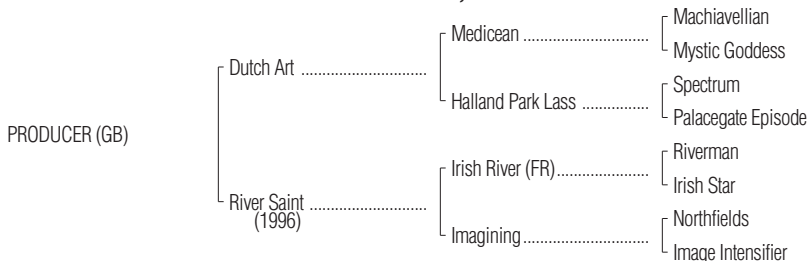 Machiavellian
Medicean ................................
Mystic Goddess
Dutch Art ............................
Spectrum
Halland Park Lass ...............
Palacegate Episode
PRODUCER (GB)
Riverman
Irish River (FR).....................
Irish Star
River Saint ..........................
(1996)
Northfields
Imagining............................
Image Intensifier